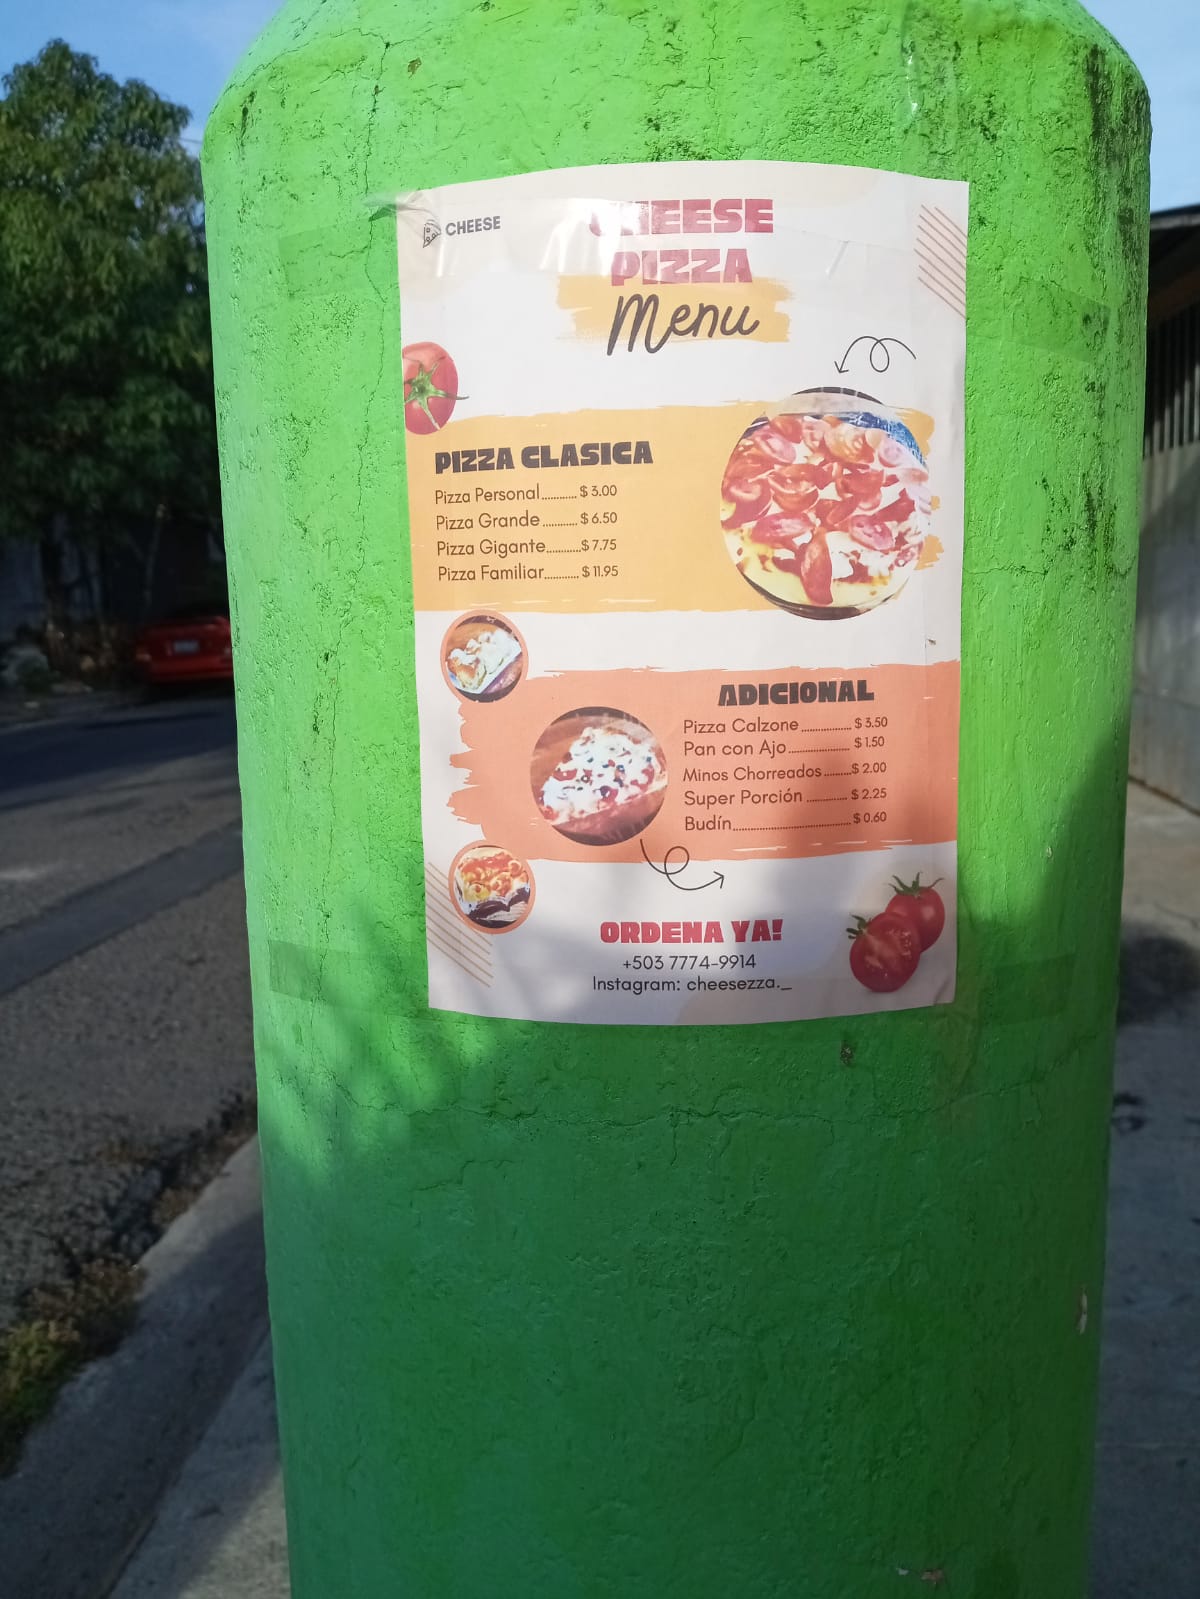 CHEESE
CHEESE
PIZZA
Menu
PIZZA CLASICA
Pizza Personal............ $ 3.00
Pizza Grande............ $ 6.50
Pizza Gigante............$ 7.75
Pizza Familiar............ $ 11.95
ADICIONAL
Pizza Calzone.................. $ 3.50
Pan con Ajo...................... $ 1.50
Minos Chorreados..........$ 2.00
Super Porción.............. $ 2.25
Budín........................................ $ 0.60
ORDENA YA!
+503 7774-9914
Instagram: cheesezza._